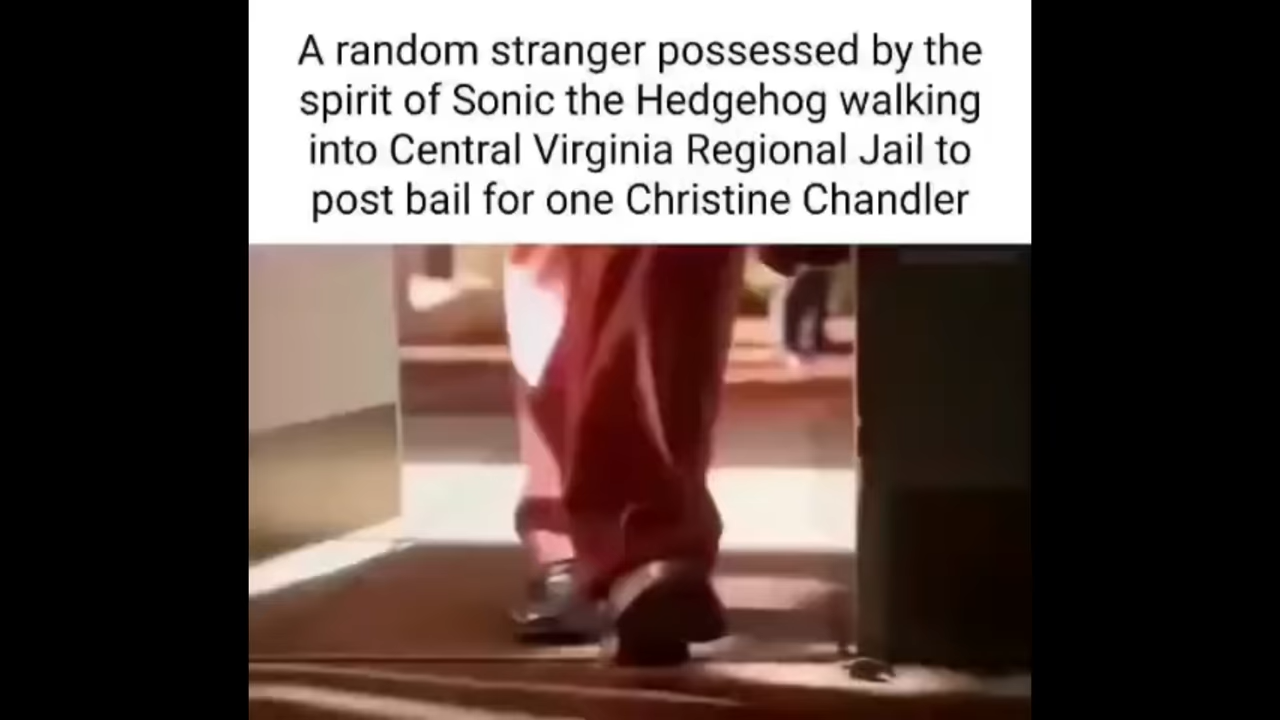 A random stranger possessed by the
spirit of Sonic the Hedgehog walking
into Central Virginia Regional Jail to
post bail for one Christine Chandler